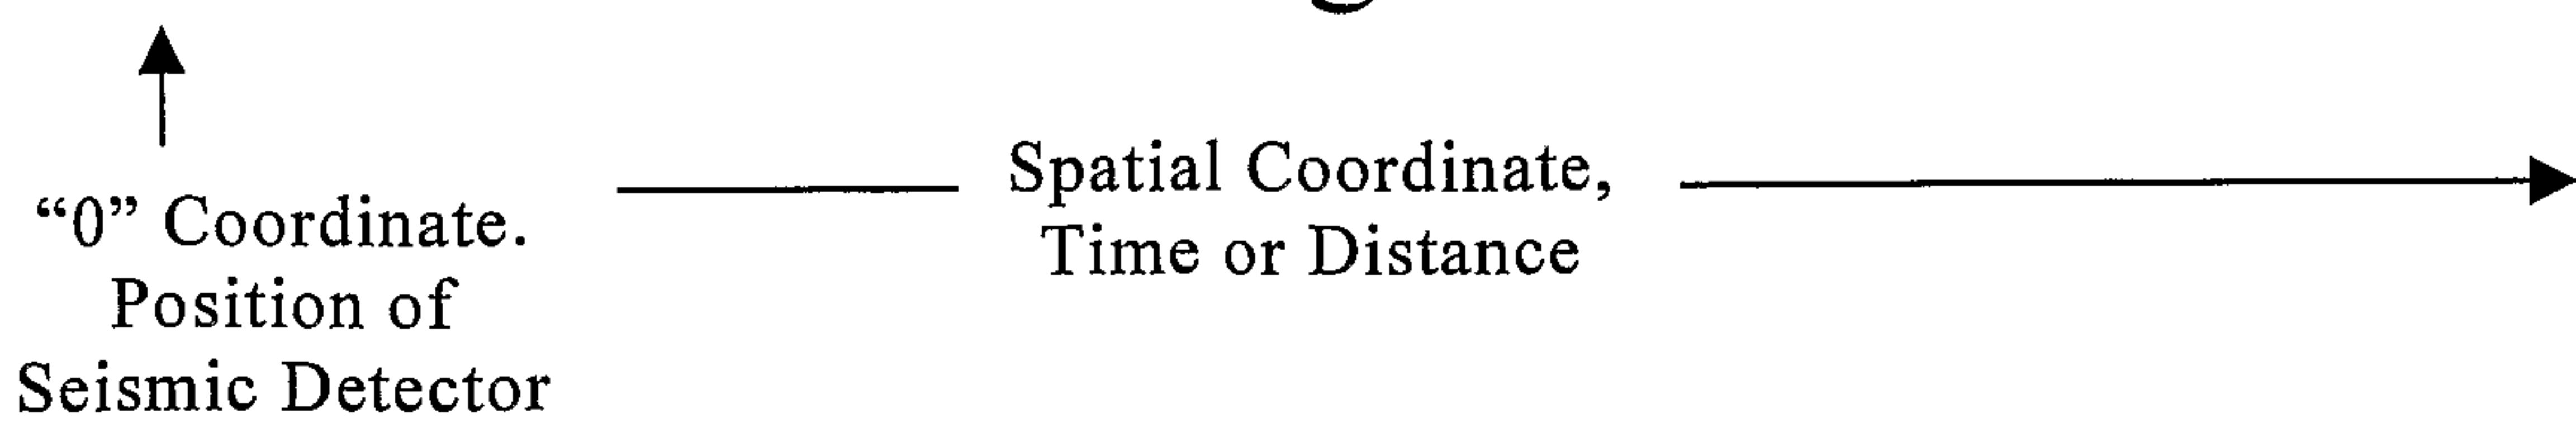 “0” Coordinate.
Position of
Seismic Detector
Spatial Coordinate,
Time or Distance